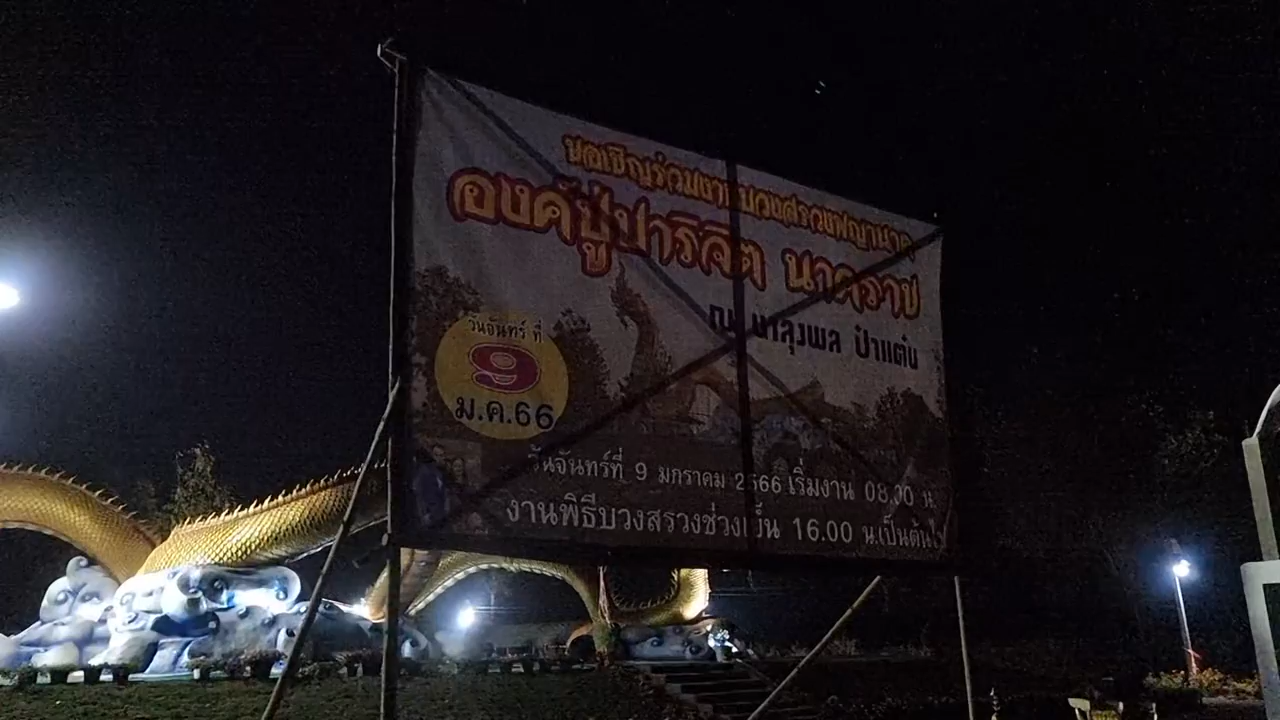 ขอเชิญร่วมงานบวงสรวงพญานาค
องค์ปู่ปาริจิต นาคราช
ณ นาลุงพล ป้าแต๋น
วันจันทร์ ที่
9
ม.ค.66
วันจันทร์ที่ 9 มกราคม 2566 เริ่มงาน 08.00 น.
งานพิธีบวงสรวงช่วงเย็น 16.00 น.เป็นต้นไป